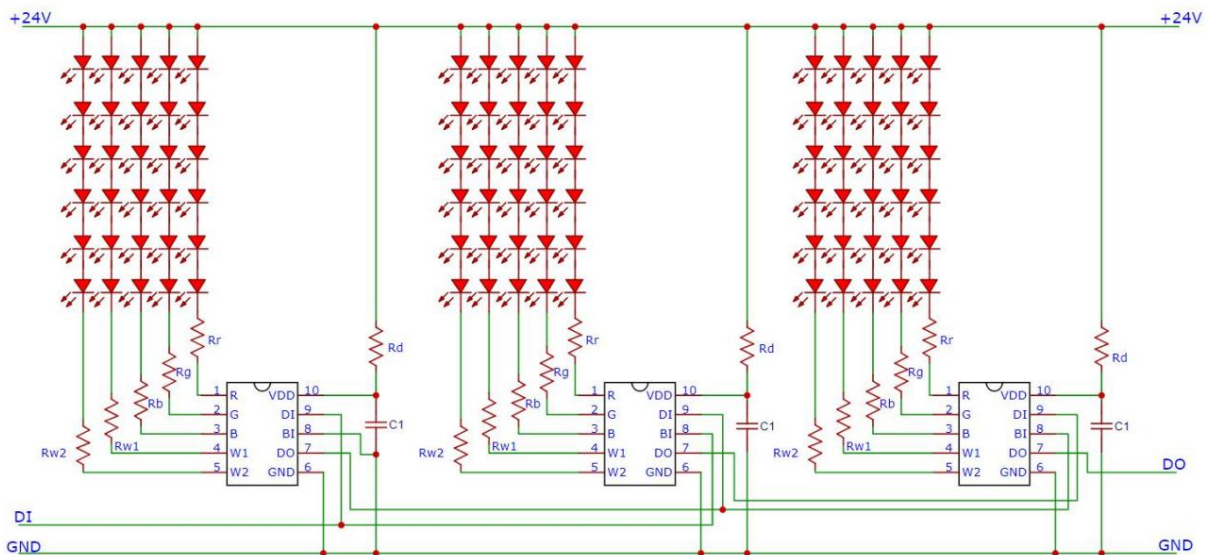 +24V
+24V
Rr
Rd
Rg
Rb
Rw1
Rw2
1 R VDD 10
2 G DI 9
3 B BI 8
4 W1 DO 7
5 W2 GND 6
C1
Rr
Rd
Rg
Rb
Rw1
Rw2
1 R VDD 10
2 G DI 9
3 B BI 8
4 W1 DO 7
5 W2 GND 6
C1
Rr
Rd
Rg
Rb
Rw1
Rw2
1 R VDD 10
2 G DI 9
3 B BI 8
4 W1 DO 7
5 W2 GND 6
C1
DO
DI
GND
GND